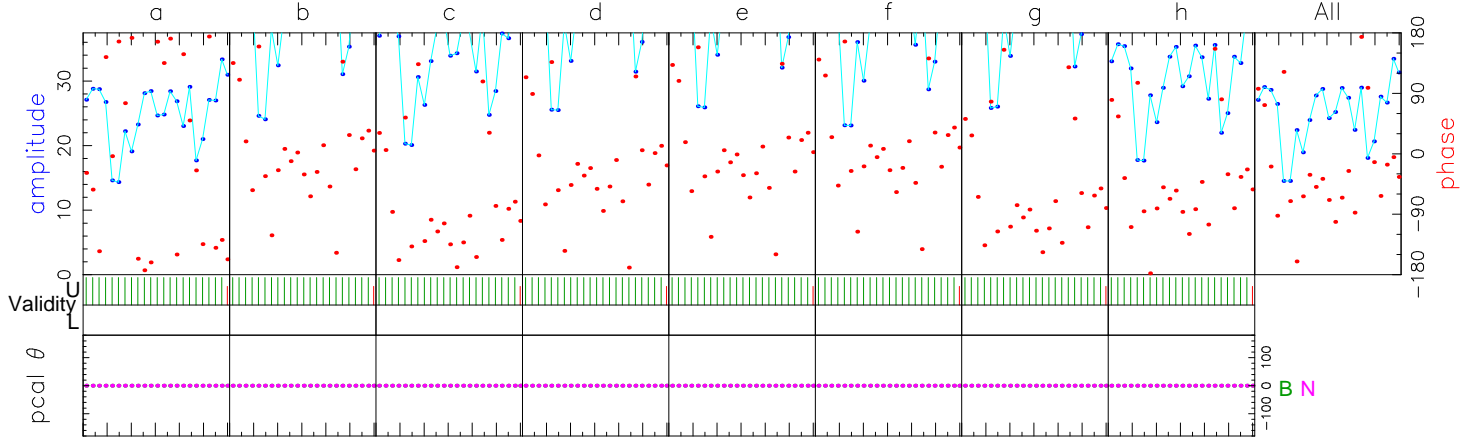 a b c d e f g h All
amplitude
0 10 20 30
180 90 0 −90 −180
phase
U
Validity
L
pcal θ
100 0 −100
B N